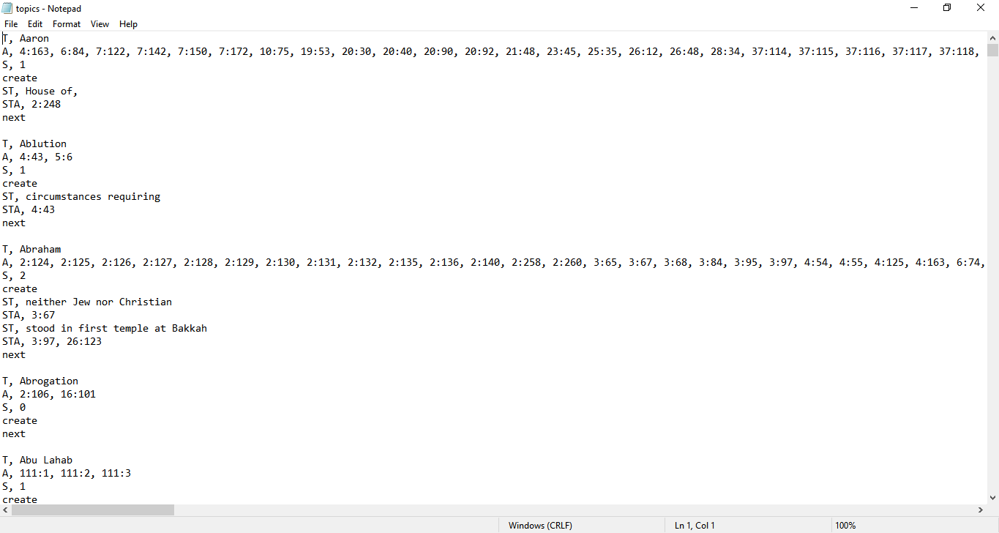 topics - Notepad
File Edit Format View Help
T, Aaron
A, 4:163, 6:84, 7:122, 7:142, 7:150, 7:172, 10:75, 19:53, 20:30, 20:40, 20:90, 20:92, 21:48, 23:45, 25:35, 26:12, 26:48, 28:34, 37:114, 37:115, 37:116, 37:117, 37:118,
S, 1
create
ST, House of,
STA, 2:248
next
T, Ablution
A, 4:43, 5:6
S, 1
create
ST, circumstances requiring
STA, 4:43
next
T, Abraham
A, 2:124, 2:125, 2:126, 2:127, 2:128, 2:129, 2:130, 2:131, 2:132, 2:135, 2:136, 2:140, 2:258, 2:260, 3:65, 3:67, 3:68, 3:84, 3:95, 3:97, 4:54, 4:55, 4:125, 4:163, 6:74,
S, 2
create
ST, neither Jew nor Christian
STA, 3:67
ST, stood in first temple at Bakkah
STA, 3:97, 26:123
next
T, Abrogation
A, 2:106, 16:101
S, 0
create
next
T, Abu Lahab
A, 111:1, 111:2, 111:3
S, 1
create
Windows (CRLF) Ln 1, Col 1 100%